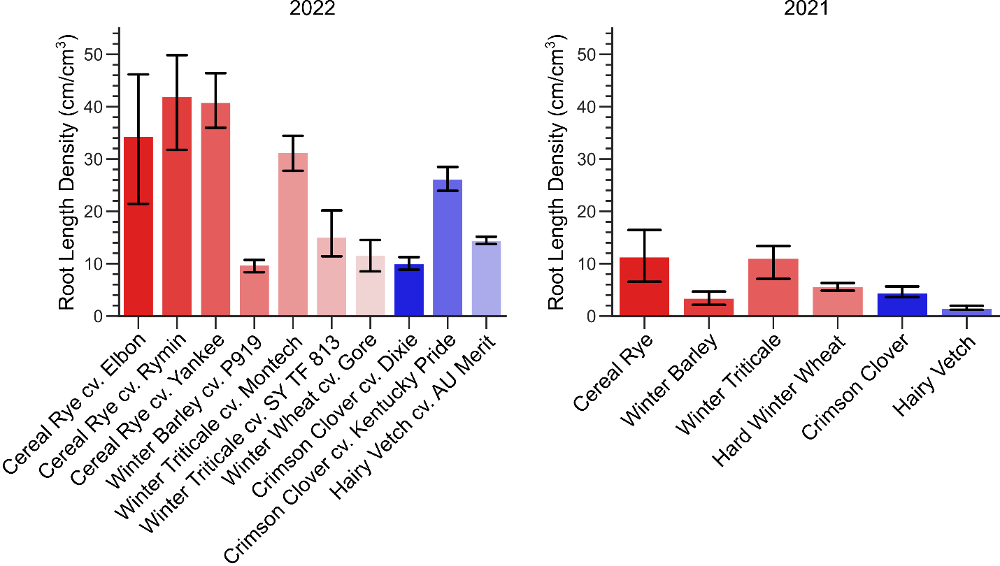 2022
Root Length Density (cm/cm³)
50
40
30
20
10
0
Cereal Rye cv. Elbon
Cereal Rye cv. Rymin
Cereal Rye cv. Yankee
Winter Barley cv. P919
Winter Triticale cv. Montech
Winter Triticale cv. SY TF 813
Winter Wheat cv. Gore
Crimson Clover cv. Dixie
Crimson Clover cv. Kentucky Pride
Hairy Vetch cv. AU Merit
2021
Root Length Density (cm/cm³)
50
40
30
20
10
0
Cereal Rye
Winter Barley
Winter Triticale
Hard Winter Wheat
Crimson Clover
Hairy Vetch